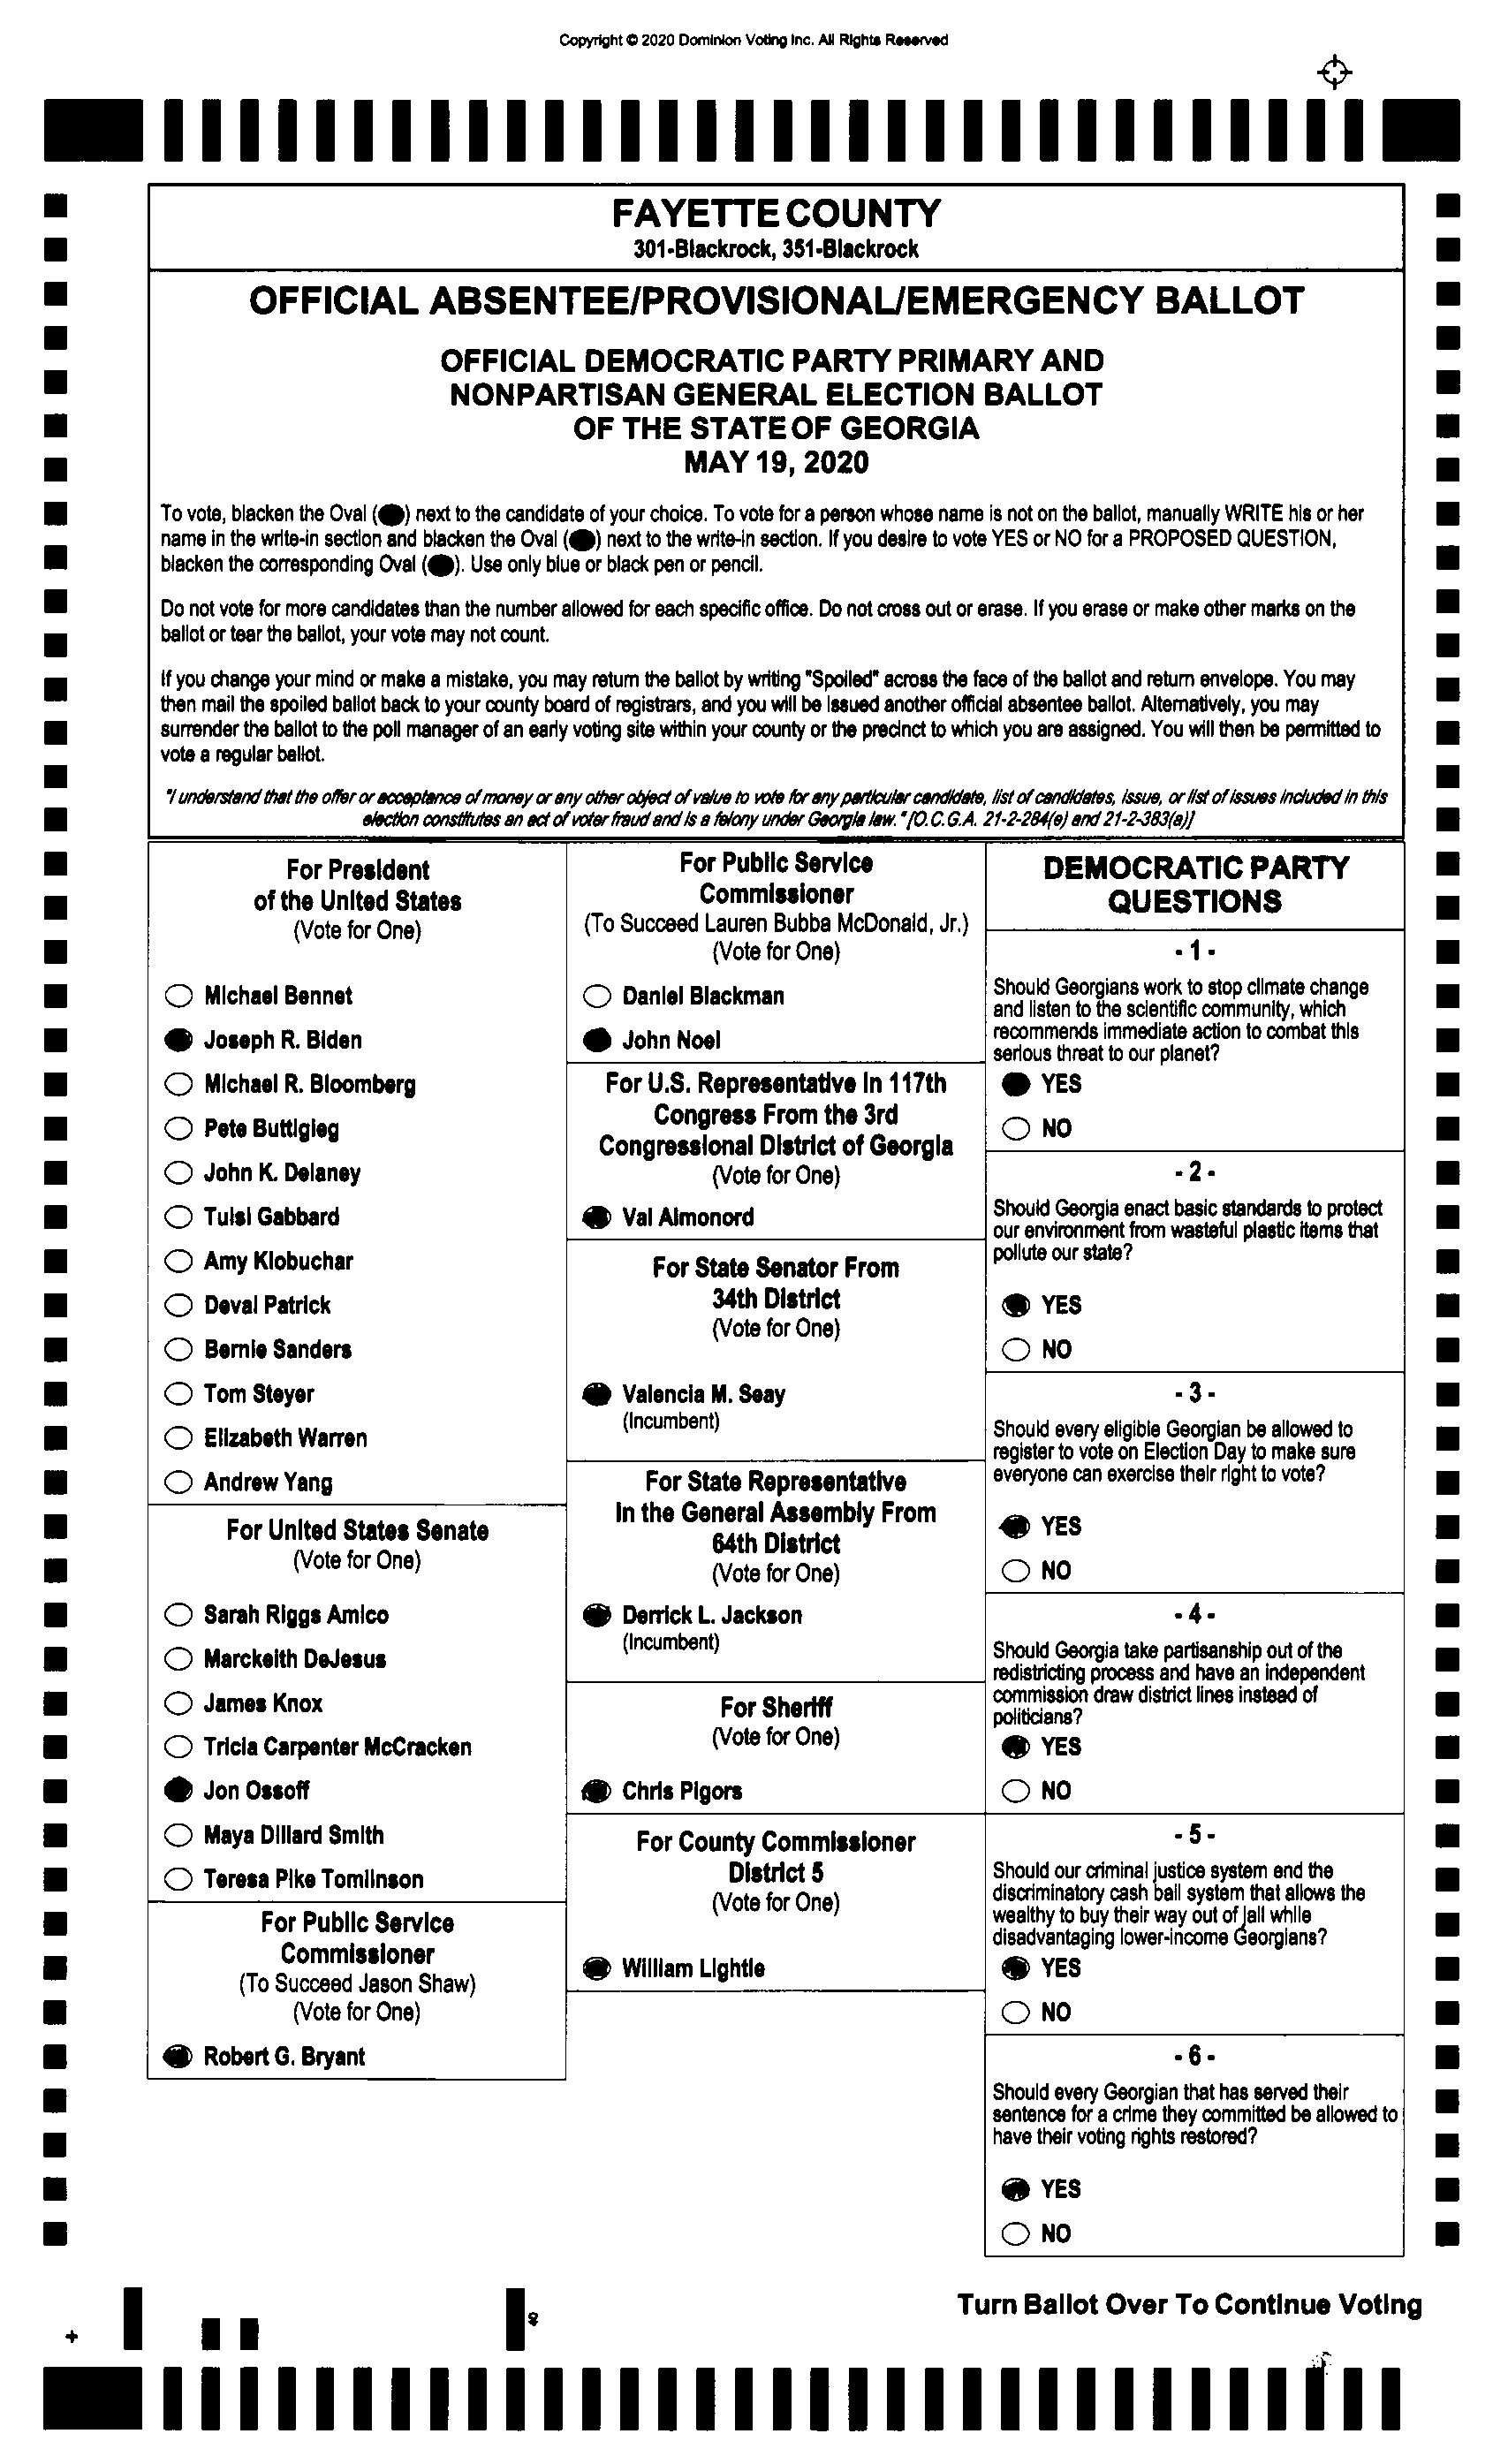 Copyright © 2020 Dominion Voting Inc. All Rights Reserved
FAYETTE COUNTY
301-Blackrock, 351-Blackrock
OFFICIAL ABSENTEE/PROVISIONAL/EMERGENCY BALLOT
OFFICIAL DEMOCRATIC PARTY PRIMARY AND
NONPARTISAN GENERAL ELECTION BALLOT
OF THE STATE OF GEORGIA
MAY 19, 2020
To vote, blacken the Oval ( ) next to the candidate of your choice. To vote for a person whose name is not on the ballot, manually WRITE his or her
name in the write-in section and blacken the Oval ( ) next to the write-in section. If you desire to vote YES or NO for a PROPOSED QUESTION,
blacken the corresponding Oval ( ). Use only blue or black pen or pencil.
Do not vote for more candidates than the number allowed for each specific office. Do not cross out or erase. If you erase or make other marks on the
ballot or tear the ballot, your vote may not count.
If you change your mind or make a mistake, you may return the ballot by writing "Spoiled" across the face of the ballot and return envelope. You may
then mail the spoiled ballot back to your county board of registrars, and you will be issued another official absentee ballot. Alternatively, you may
surrender the ballot to the poll manager of an early voting site within your county or the precinct to which you are assigned. You will then be permitted to
vote a regular ballot.
"I understand that the offer or acceptance of money or any other object of value to vote for any particular candidate, list of candidates, issue, or list of issues included in this
election constitutes an act of voter fraud and is a felony under Georgia law." [O.C.G.A. 21-2-284(e) and 21-2-383(a)]
For President
of the United States
(Vote for One)
Michael Bennet
Joseph R. Biden
Michael R. Bloomberg
Pete Buttigieg
John K. Delaney
Tulsi Gabbard
Amy Klobuchar
Deval Patrick
Bernie Sanders
Tom Steyer
Elizabeth Warren
Andrew Yang
For United States Senate
(Vote for One)
Sarah Riggs Amico
Marckeith DeJesus
James Knox
Tricia Carpenter McCracken
Jon Ossoff
Maya Dillard Smith
Teresa Pike Tomlinson
For Public Service
Commissioner
(To Succeed Jason Shaw)
(Vote for One)
Robert G. Bryant
For Public Service
Commissioner
(To Succeed Lauren Bubba McDonald, Jr.)
(Vote for One)
Daniel Blackman
John Noel
For U.S. Representative in 117th
Congress From the 3rd
Congressional District of Georgia
(Vote for One)
Val Almonord
For State Senator From
34th District
(Vote for One)
Valencia M. Seay
(Incumbent)
For State Representative
In the General Assembly From
64th District
(Vote for One)
Derrick L. Jackson
(Incumbent)
For Sheriff
(Vote for One)
Chris Pigors
For County Commissioner
District 5
(Vote for One)
William Lightle
DEMOCRATIC PARTY
QUESTIONS
- 1 -
Should Georgians work to stop climate change
and listen to the scientific community, which
recommends immediate action to combat this
serious threat to our planet?
YES
NO
- 2 -
Should Georgia enact basic standards to protect
our environment from wasteful plastic items that
pollute our state?
YES
NO
- 3 -
Should every eligible Georgian be allowed to
register to vote on Election Day to make sure
everyone can exercise their right to vote?
YES
NO
- 4 -
Should Georgia take partisanship out of the
redistricting process and have an independent
commission draw district lines instead of
politicians?
YES
NO
- 5 -
Should our criminal justice system end the
discriminatory cash bail system that allows the
wealthy to buy their way out of jail while
disadvantaging lower-income Georgians?
YES
NO
- 6 -
Should every Georgian that has served their
sentence for a crime they committed be allowed to
have their voting rights restored?
YES
NO
Turn Ballot Over To Continue Voting